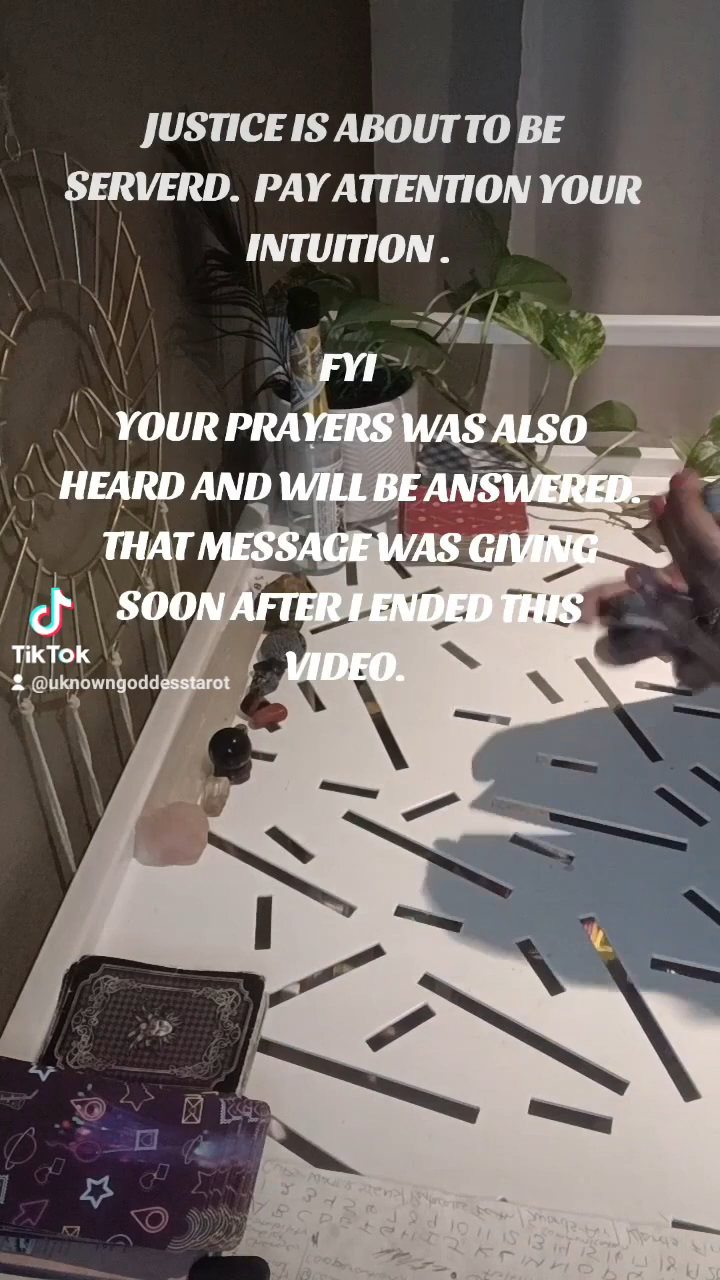 JUSTICE IS ABOUT TO BE
SERVERD. PAY ATTENTION YOUR
INTUITION .
FYI
YOUR PRAYERS WAS ALSO
HEARD AND WILL BE ANSWERED.
THAT MESSAGE WAS GIVING
SOON AFTER I ENDED THIS
VIDEO.
TikTok
@uknowngoddesstarot